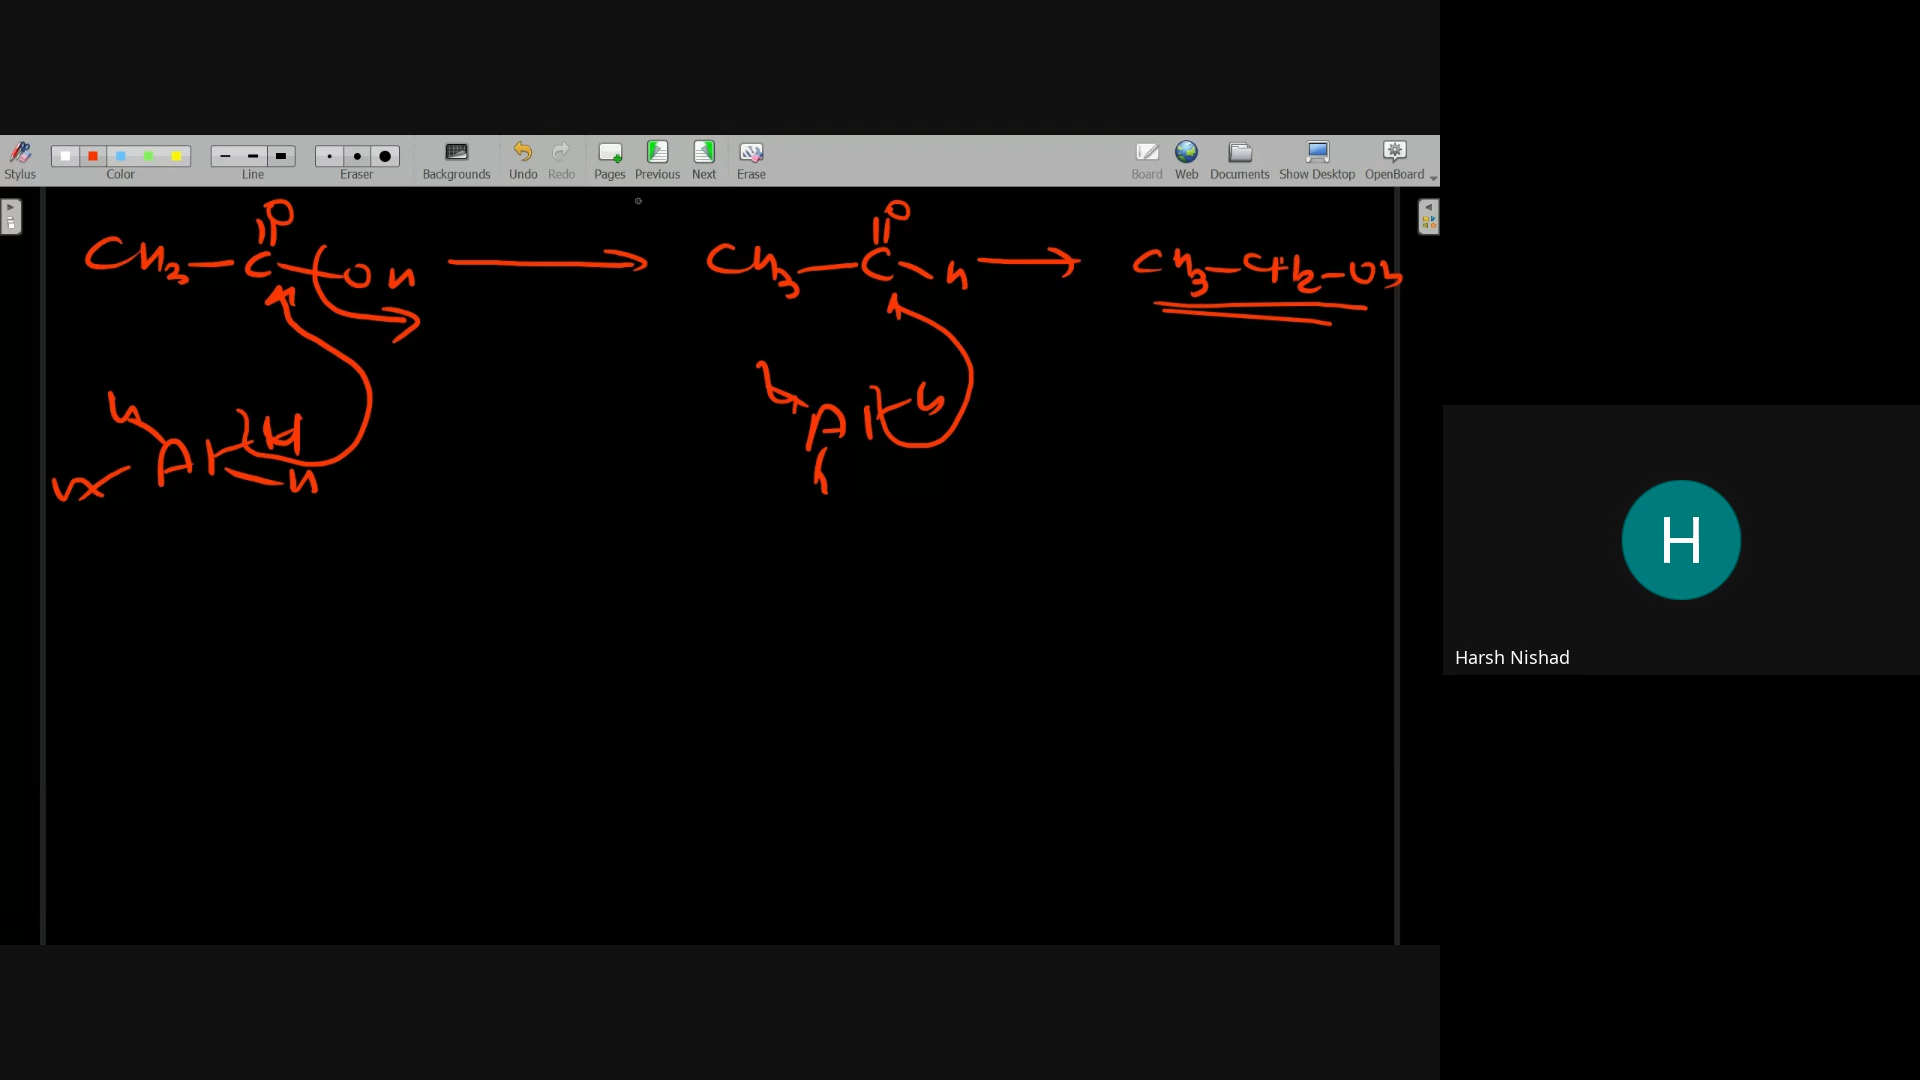 Stylus Color Line Eraser Backgrounds Undo Redo Pages Previous Next Erase Board Web Documents Show Desktop OpenBoard
O O
CH3—C—OH → CH3—C—H → CH3—CH2—OH
H Al H H
H
H Al H
H
H
Harsh Nishad